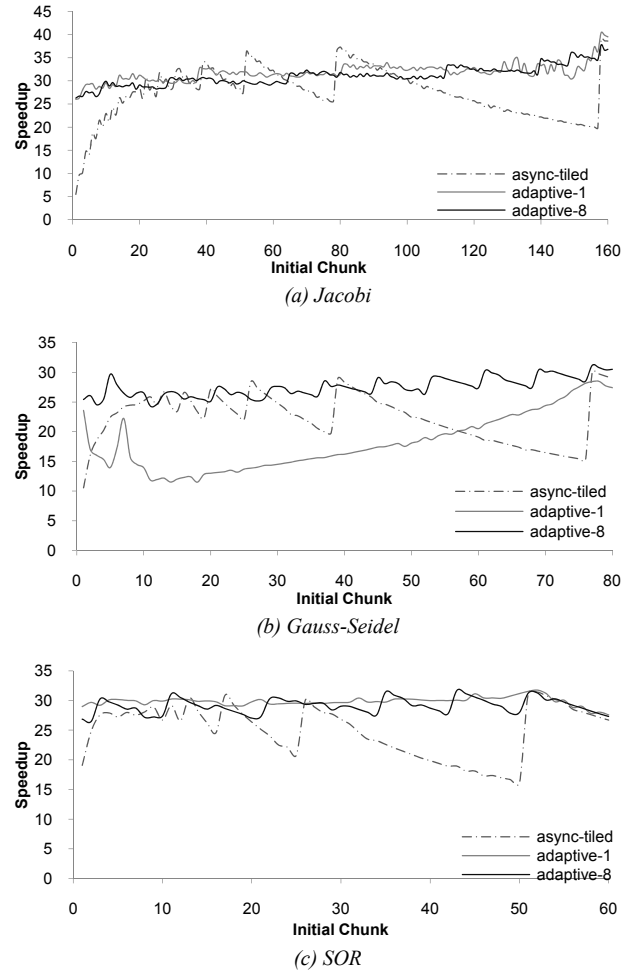 45
40
35
30
25
20
15
10
5
0
Speedup
async-tiled
adaptive-1
adaptive-8
0 20 40 60 80 100 120 140 160
Initial Chunk
(a) Jacobi
35
30
25
20
15
10
5
0
Speedup
async-tiled
adaptive-1
adaptive-8
0 10 20 30 40 50 60 70 80
Initial Chunk
(b) Gauss-Seidel
35
30
25
20
15
10
5
0
Speedup
async-tiled
adaptive-1
adaptive-8
0 10 20 30 40 50 60
Initial Chunk
(c) SOR